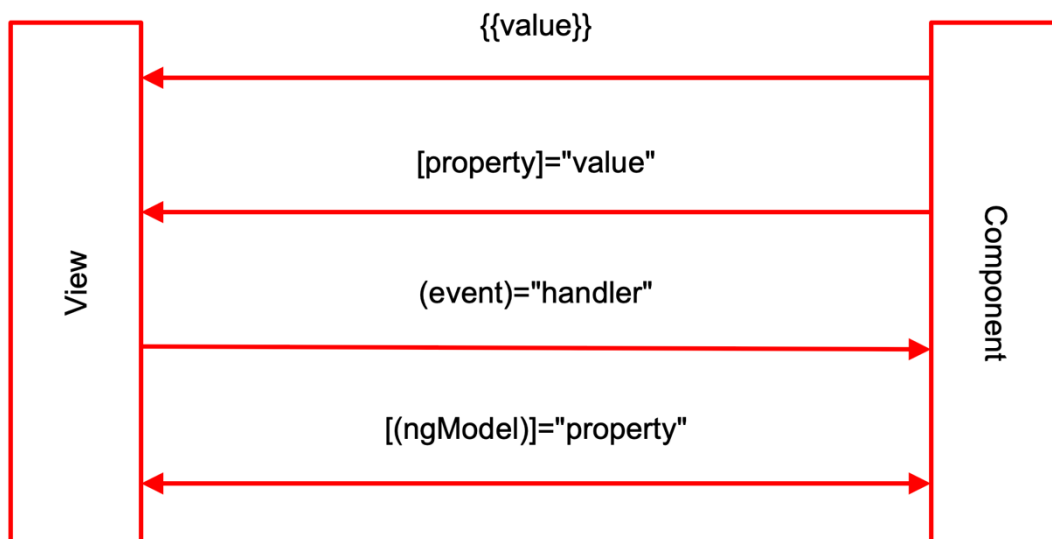 {{value}}
[property]="value"
View
Component
(event)="handler"
[(ngModel)]="property"